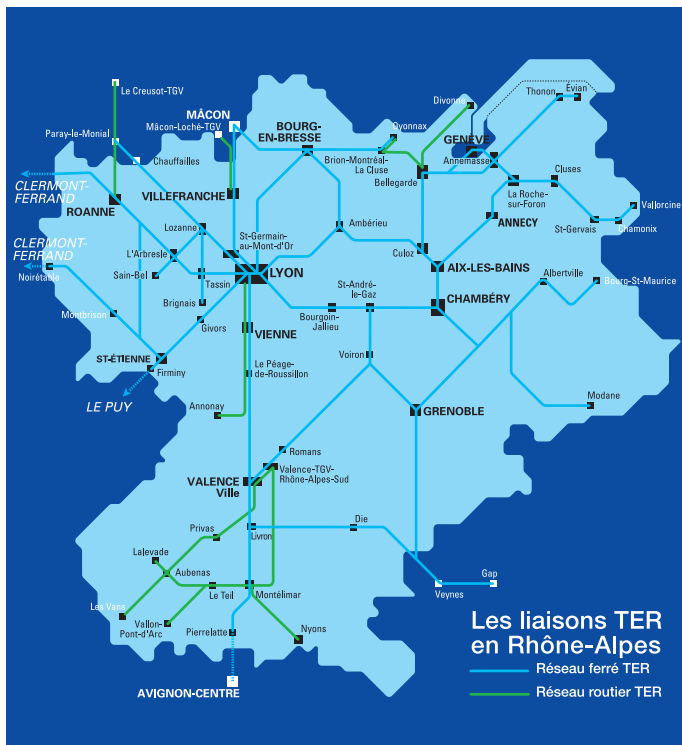 Le Creusot-TGV
Divonne
Thonon
Évian
MÂCON
Mâcon-Loché-TGV
Oyonnax
BOURG-
EN-BRESSE
GENÈVE
Paray-le-Monial
Chauffailles
Brion-Montréal-
La Cluse
Annemasse
Bellegarde
Cluses
CLERMONT-
FERRAND
VILLEFRANCHE
La Roche-
sur-Foron
Vallorcine
ROANNE
Lozanne
St-Germain-
au-Mont-d'Or
Ambérieu
ANNECY
St-Gervais
Chamonix
CLERMONT-
FERRAND
L'Arbresle
Culoz
Noirétable
Sain-Bel
Tassin
LYON
AIX-LES-BAINS
St-André-
le-Gaz
Albertville
Bourg-St-Maurice
Brignais
CHAMBÉRY
Montbrison
Givors
Bourgoin-
Jallieu
VIENNE
ST-ÉTIENNE
Voiron
Firminy
Le Péage-
de-Roussillon
LE PUY
Annonay
GRENOBLE
Modane
Romans
VALENCE
Ville
Valence-TGV-
Rhône-Alpes-Sud
Privas
Livron
Die
Lalevade
Aubenas
Gap
Veynes
Les Vans
Le Teil
Montélimar
Vallon-
Pont-d'Arc
Pierrelatte
Nyons
AVIGNON-CENTRE
Les liaisons TER
en Rhône-Alpes
Réseau ferré TER
Réseau routier TER